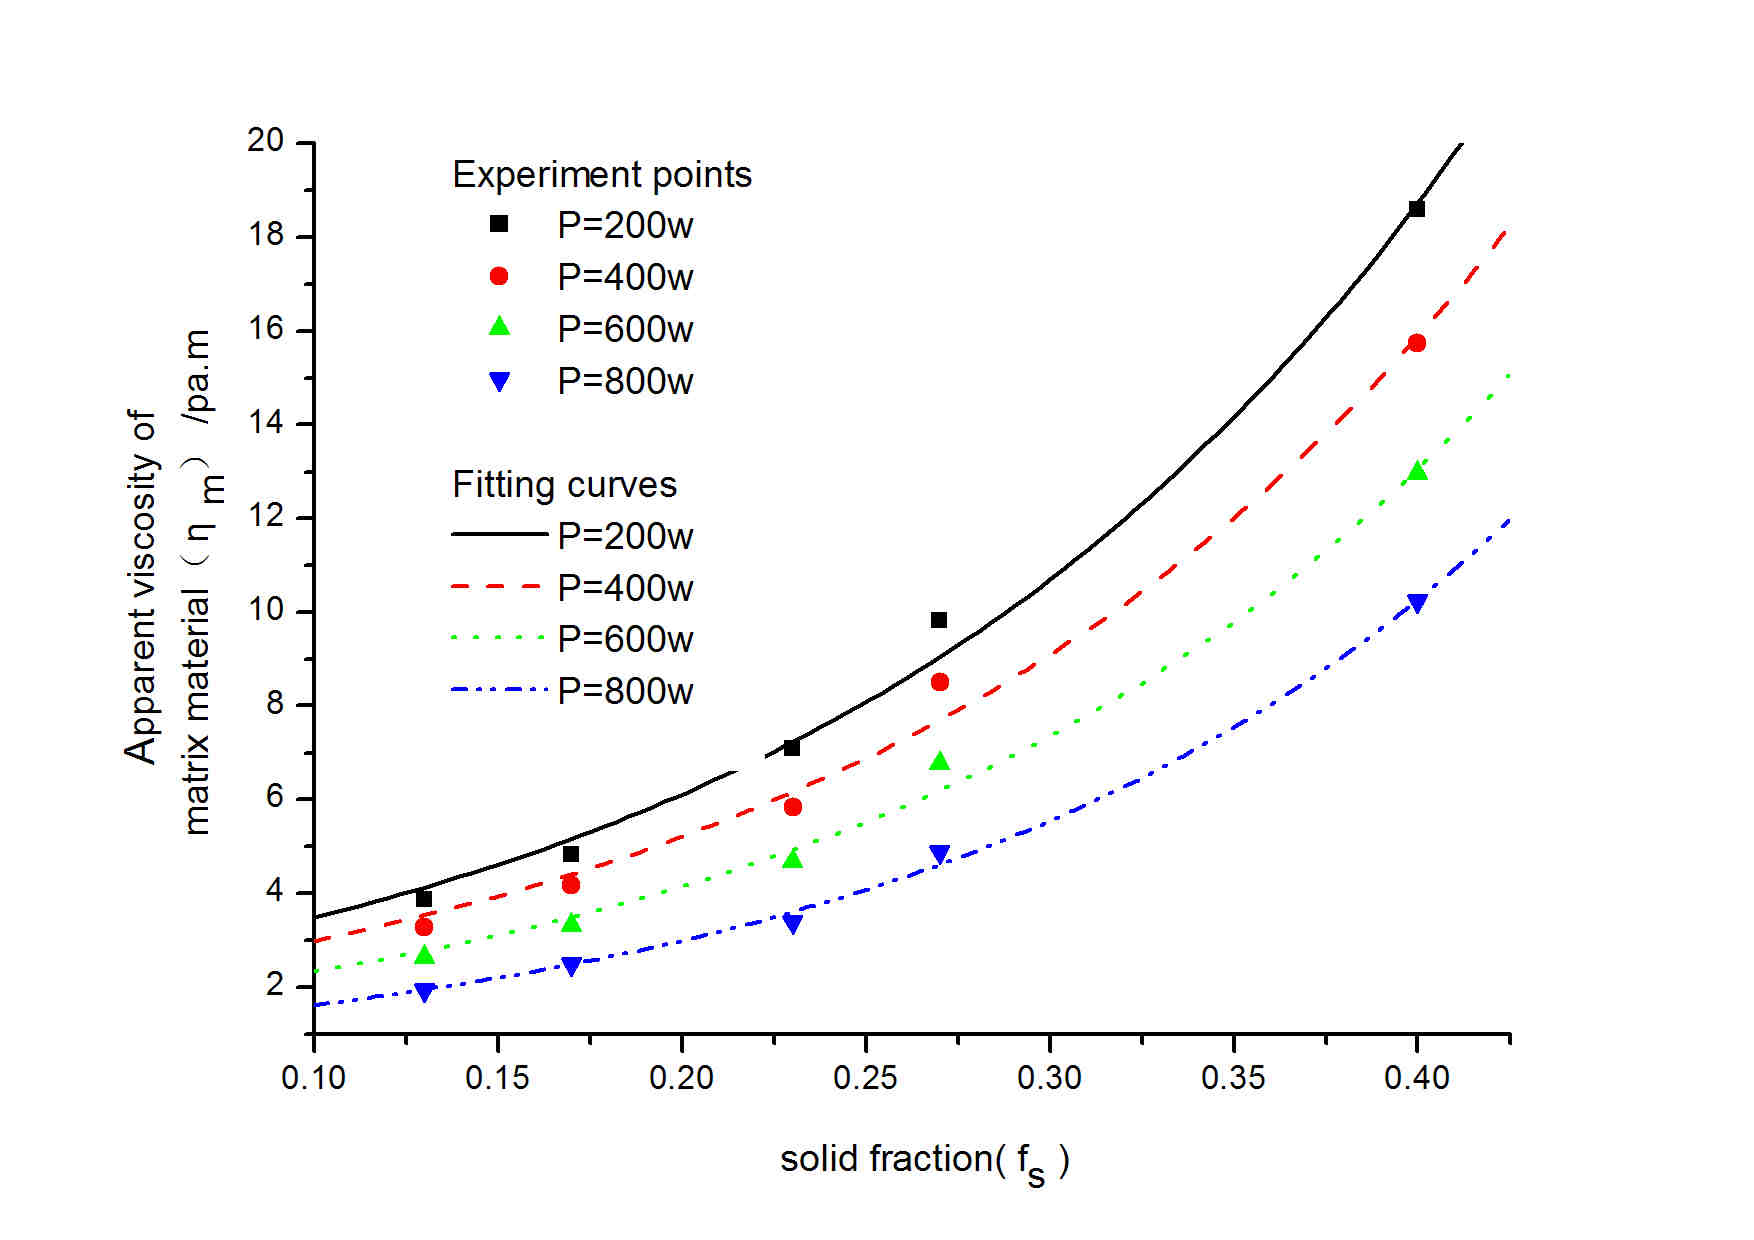 20
18
16
14
12
10
8
6
4
2
Apparent viscosity of
matrix material（η m） /pa.m
Experiment points
P=200w
P=400w
P=600w
P=800w
Fitting curves
P=200w
P=400w
P=600w
P=800w
0.10 0.15 0.20 0.25 0.30 0.35 0.40
solid fraction( fs )